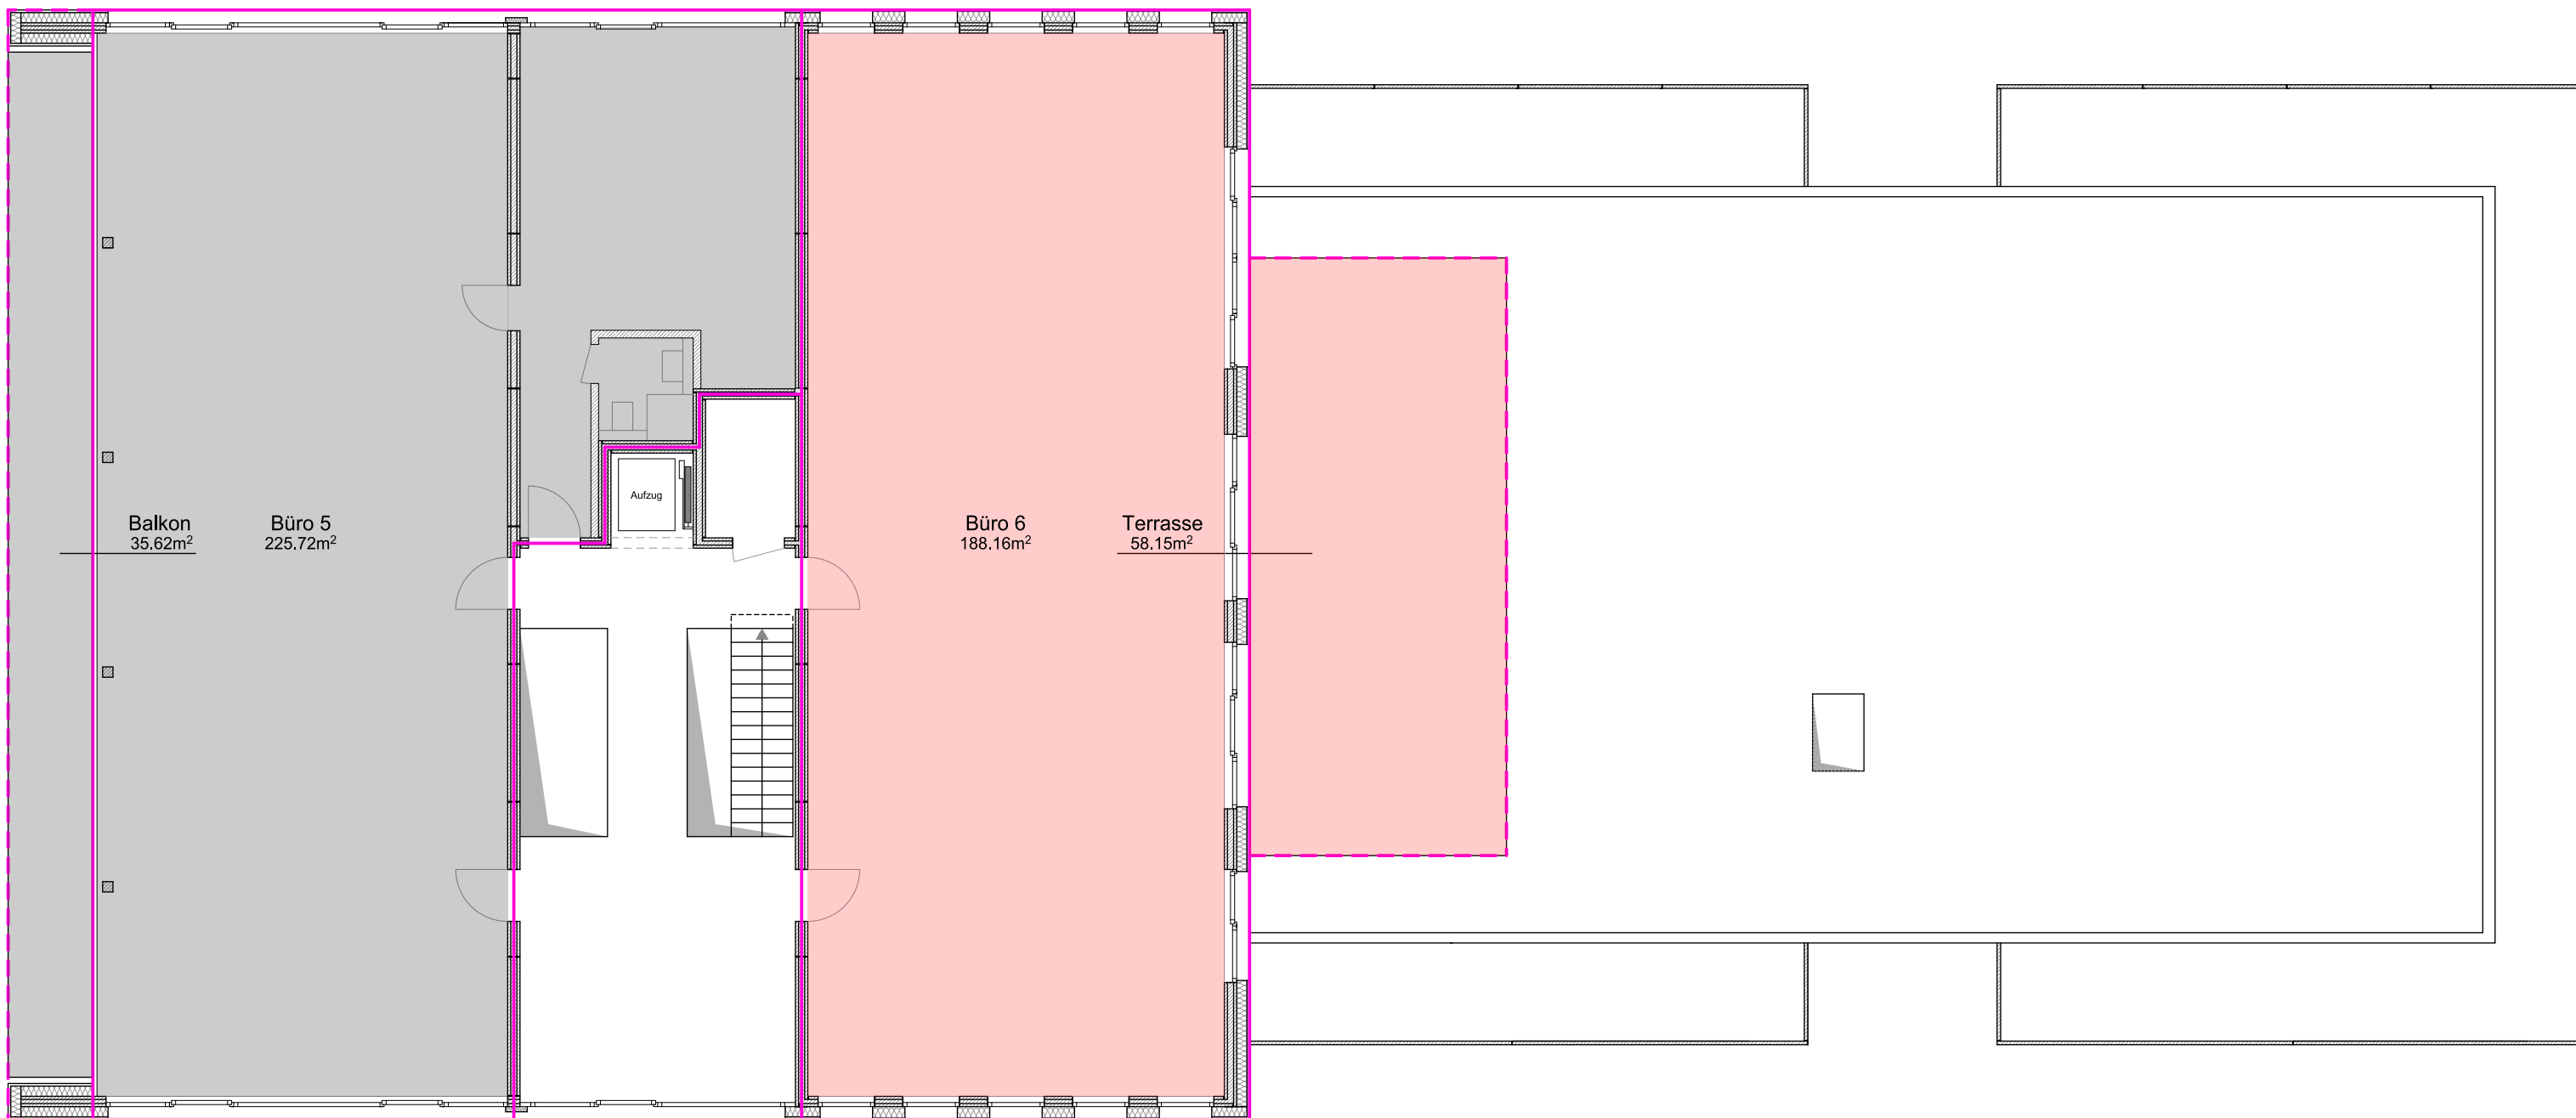 Aufzug
Balkon
35.62m²
Büro 5
225.72m²
Büro 6
188.16m²
Terrasse
58.15m²